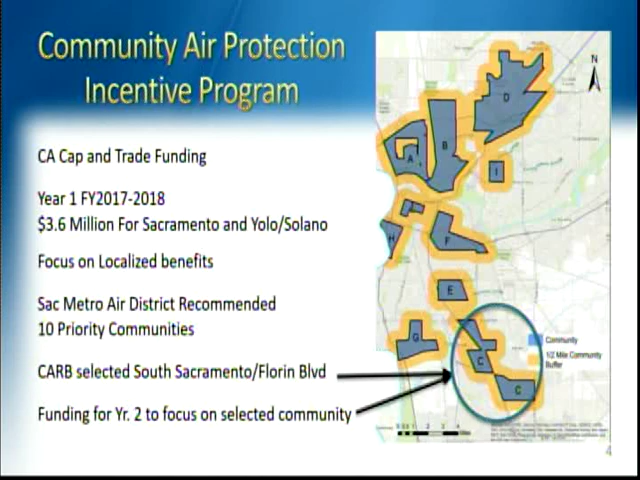 Community Air Protection
Incentive Program
CA Cap and Trade Funding
Year 1 FY2017-2018
$3.6 Million For Sacramento and Yolo/Solano
Focus on Localized benefits
Sac Metro Air District Recommended
10 Priority Communities
CARB selected South Sacramento/Florin Blvd
Funding for Yr. 2 to focus on selected community
N
D
B
A
I
F
H
E
G
C
C
Community
1/2 Mile Community
Buffer
4